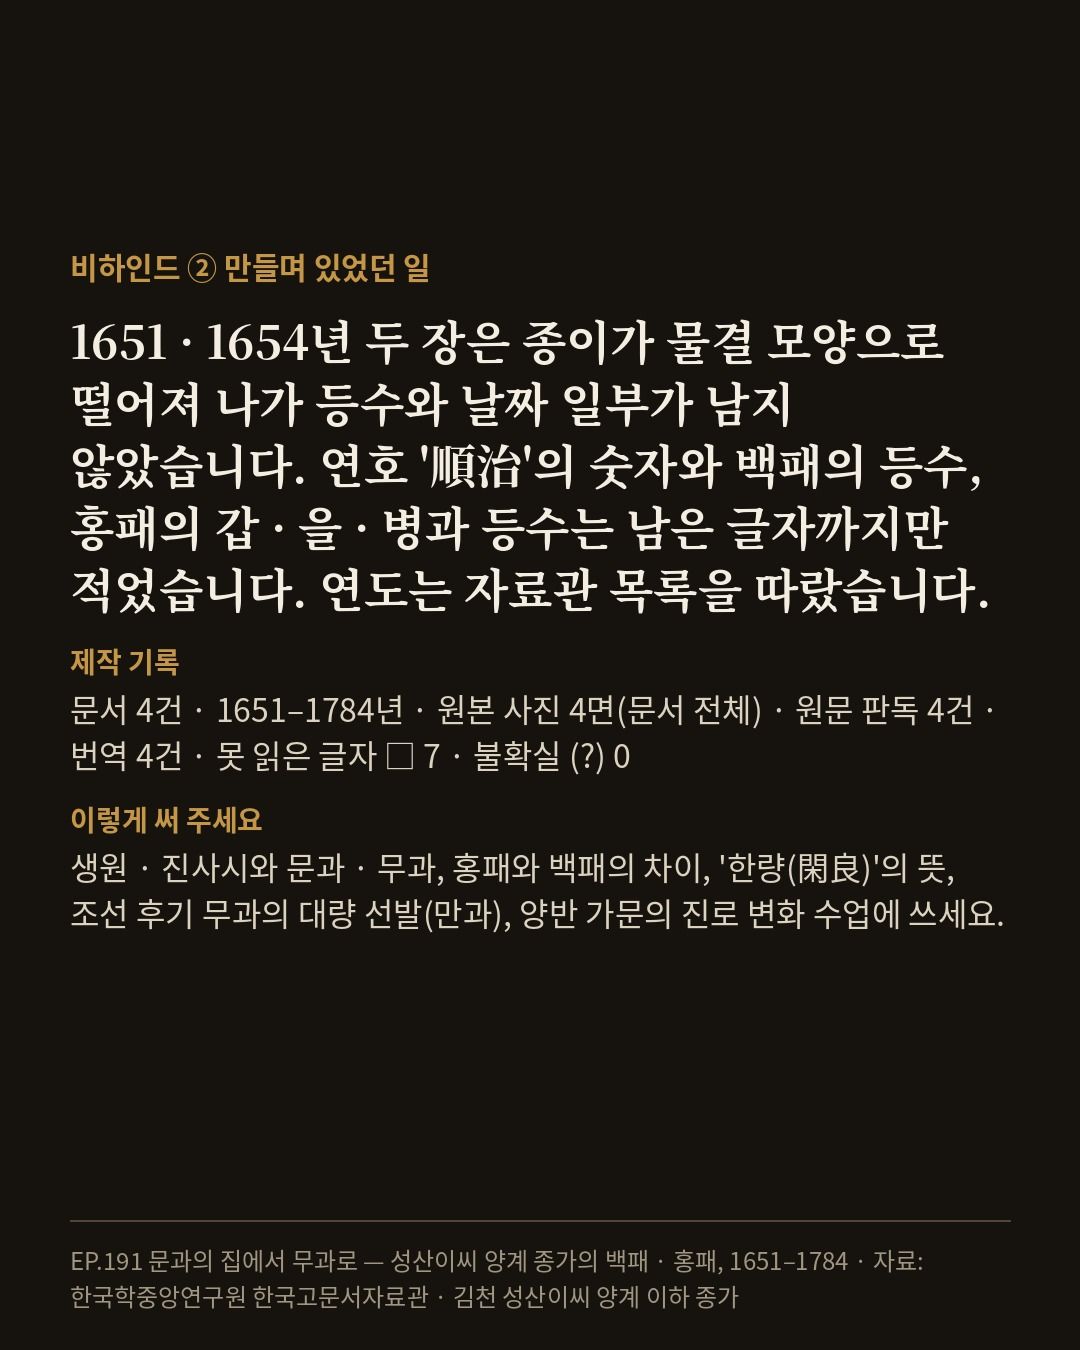 비하인드 ② 만들며 있었던 일
1651 · 1654년 두 장은 종이가 물결 모양으로
떨어져 나가 등수와 날짜 일부가 남지
않았습니다. 연호 '順治'의 숫자와 백패의 등수,
홍패의 갑 · 을 · 병과 등수는 남은 글자까지만
적었습니다. 연도는 자료관 목록을 따랐습니다.
제작 기록
문서 4건 · 1651–1784년 · 원본 사진 4면(문서 전체) · 원문 판독 4건 ·
번역 4건 · 못 읽은 글자 □ 7 · 불확실 (?) 0
이렇게 써 주세요
생원 · 진사시와 문과 · 무과, 홍패와 백패의 차이, '한량(閑良)'의 뜻,
조선 후기 무과의 대량 선발(만과), 양반 가문의 진로 변화 수업에 쓰세요.
EP.191 문과의 집에서 무과로 — 성산이씨 양계 종가의 백패 · 홍패, 1651–1784 · 자료:
한국학중앙연구원 한국고문서자료관 · 김천 성산이씨 양계 이하 종가